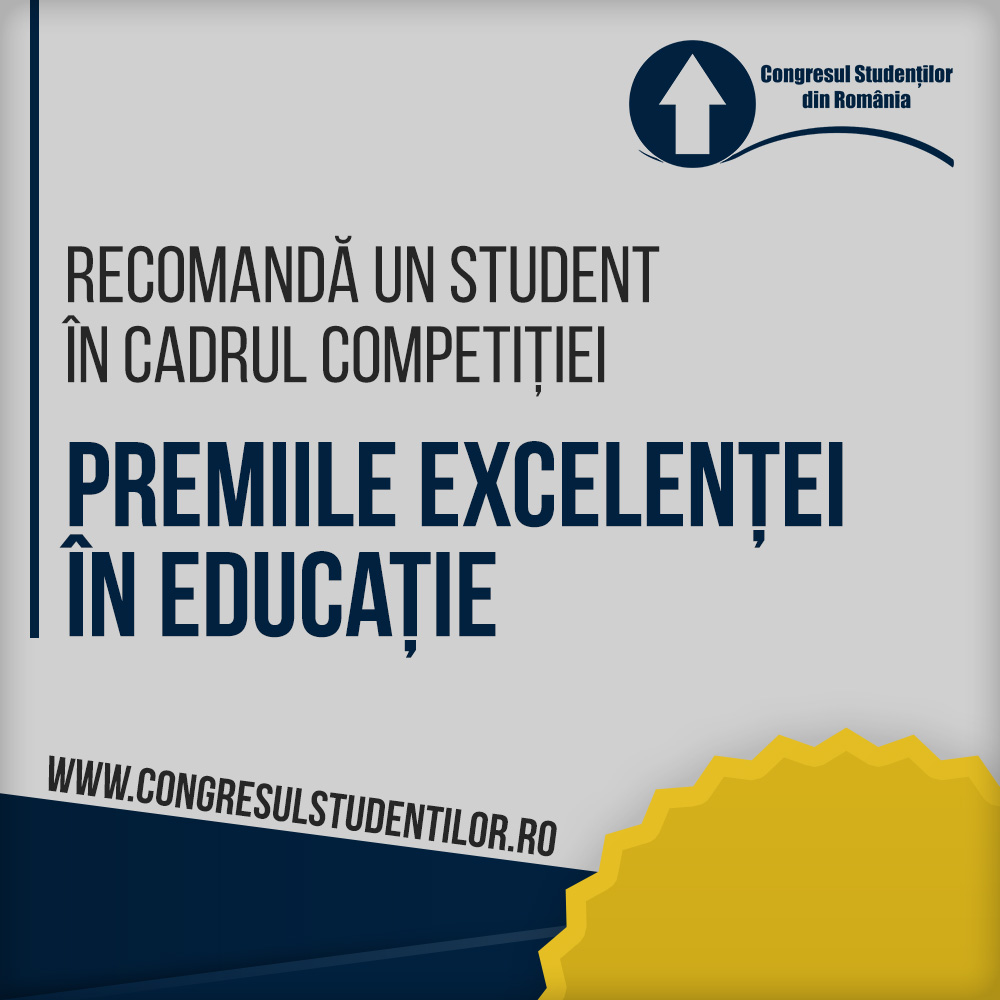 Congresul Studenților
din România
RECOMANDĂ UN STUDENT
ÎN CADRUL COMPETIȚIEI
PREMIILE EXCELENȚEI
ÎN EDUCAȚIE
WWW.CONGRESULSTUDENTILOR.RO